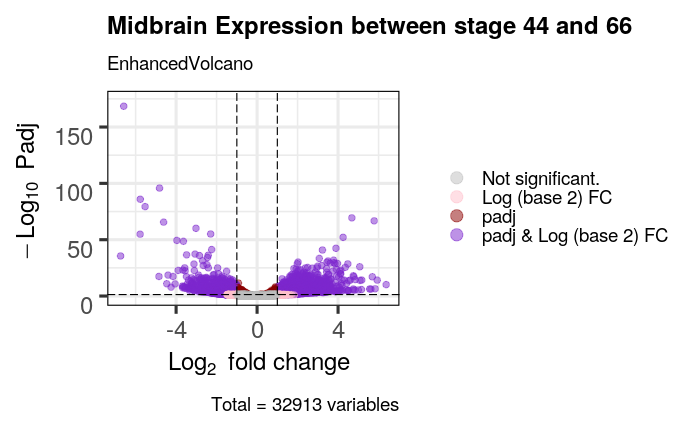 Midbrain Expression between stage 44 and 66
EnhancedVolcano
− Log10 Padj
150
100
50
0
-4 0 4
Log2 fold change
Not significant.
Log (base 2) FC
padj
padj & Log (base 2) FC
Total = 32913 variables